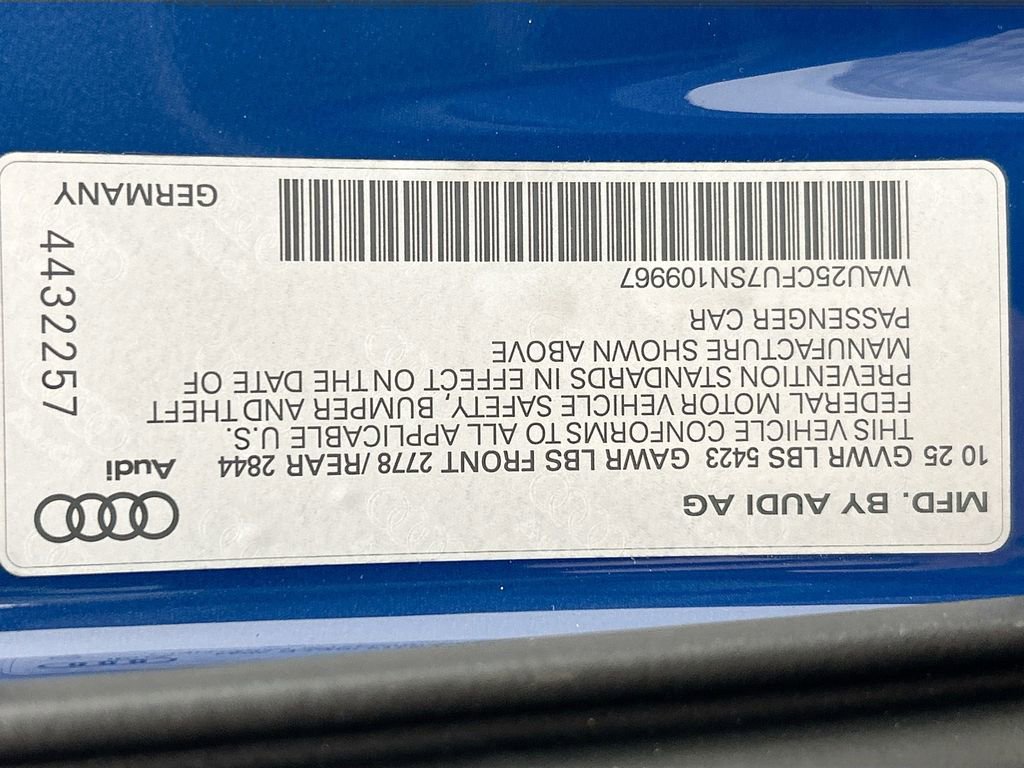 MFD. BY AUDI AG
10 25 GVWR LBS 5423 GAWR LBS FRONT 2778 / REAR 2844
THIS VEHICLE CONFORMS TO ALL APPLICABLE U.S.
FEDERAL MOTOR VEHICLE SAFETY, BUMPER AND THEFT
PREVENTION STANDARDS IN EFFECT ON THE DATE OF
MANUFACTURE SHOWN ABOVE
PASSENGER CAR
WAU25CFU7SN109967
Audi
4432257
GERMANY